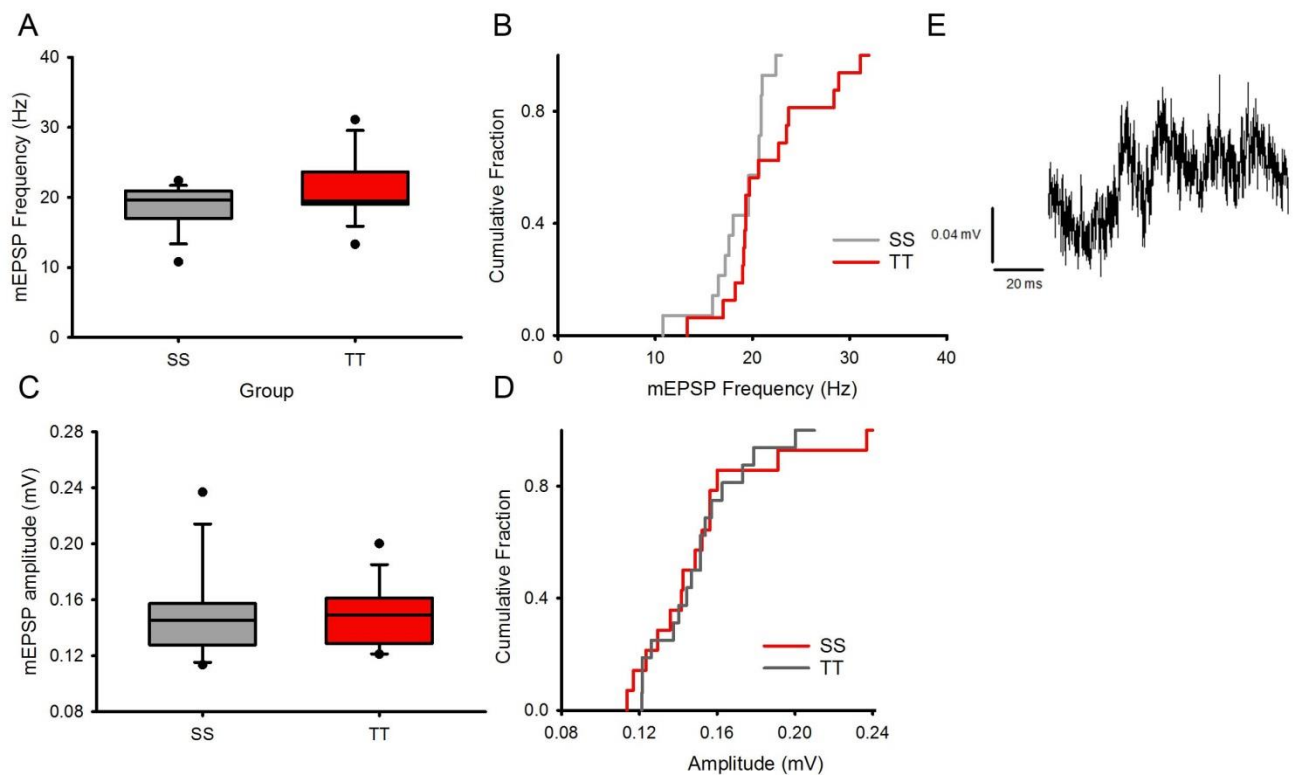 A
mEPSP Frequency (Hz)
40
30
20
10
0
SS
TT
Group
B
Cumulative Fraction
0.8
0.4
0.0
0
10
20
30
40
mEPSP Frequency (Hz)
SS
TT
E
0.04 mV
20 ms
C
mEPSP amplitude (mV)
0.28
0.24
0.20
0.16
0.12
0.08
SS
TT
D
Cumulative Fraction
0.8
0.4
0.0
0.08
0.12
0.16
0.20
0.24
Amplitude (mV)
SS
TT